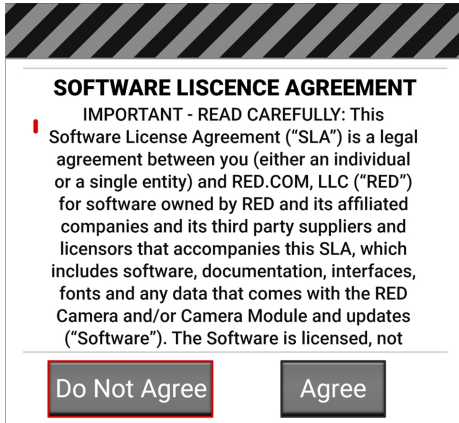 SOFTWARE LISCENCE AGREEMENT
IMPORTANT - READ CAREFULLY: This
Software License Agreement (“SLA”) is a legal
agreement between you (either an individual
or a single entity) and RED.COM, LLC (“RED”)
for software owned by RED and its affiliated
companies and its third party suppliers and
licensors that accompanies this SLA, which
includes software, documentation, interfaces,
fonts and any data that comes with the RED
Camera and/or Camera Module and updates
(“Software”). The Software is licensed, not
Do Not Agree
Agree